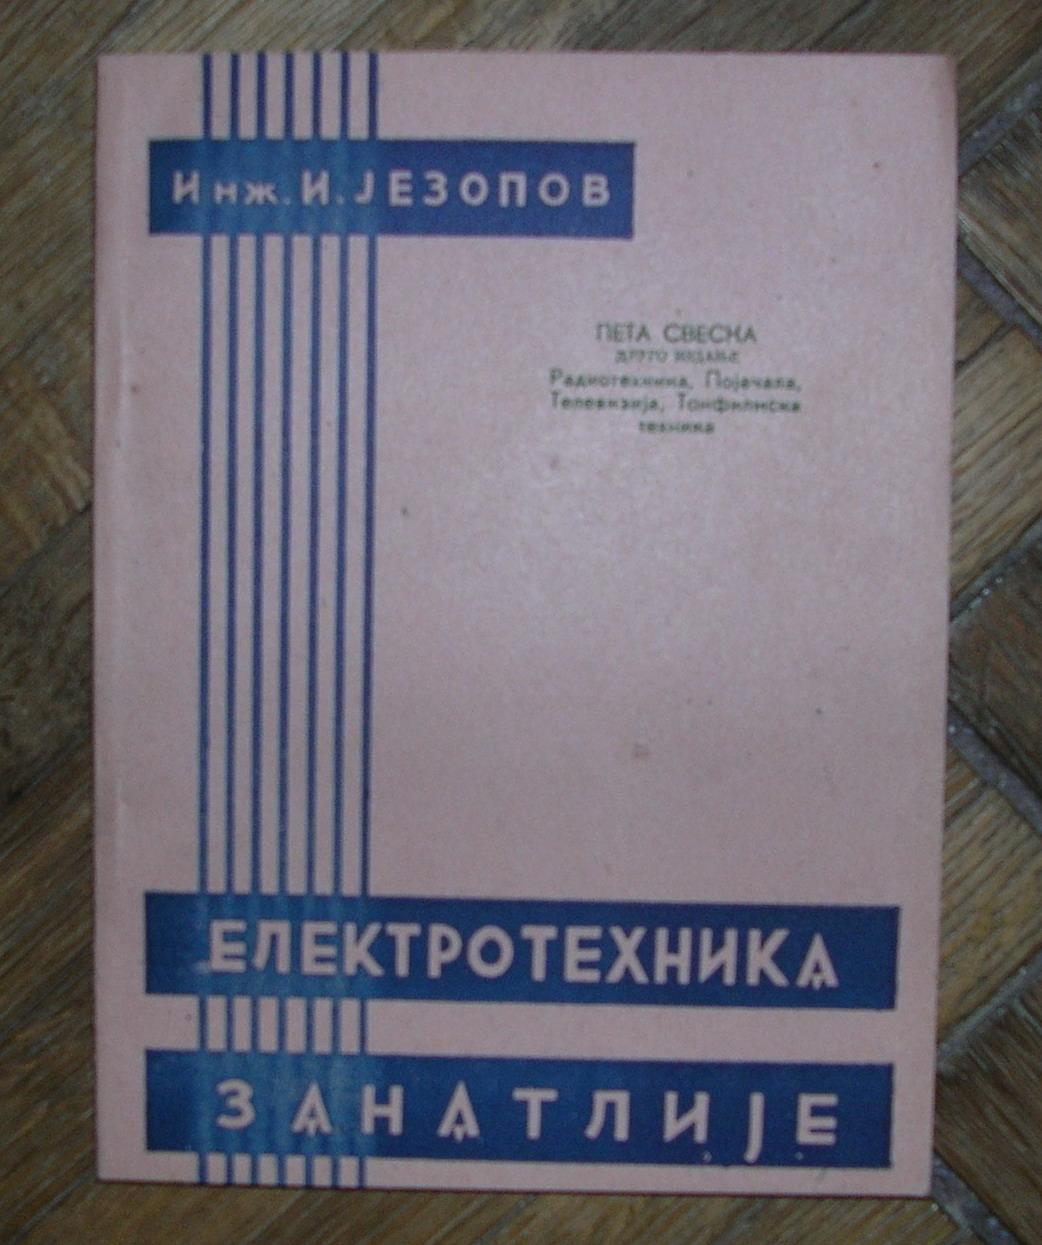 Инж. И. ЈЕЗОПОВ
ПЕТА СВЕСКА
ДРУГО ИЗДАЊЕ
Радиотехника, Појачала,
Телевизија, Тонфилмска
техника
ЕЛЕКТРОТЕХНИКА
ЗАНАТЛИЈЕ